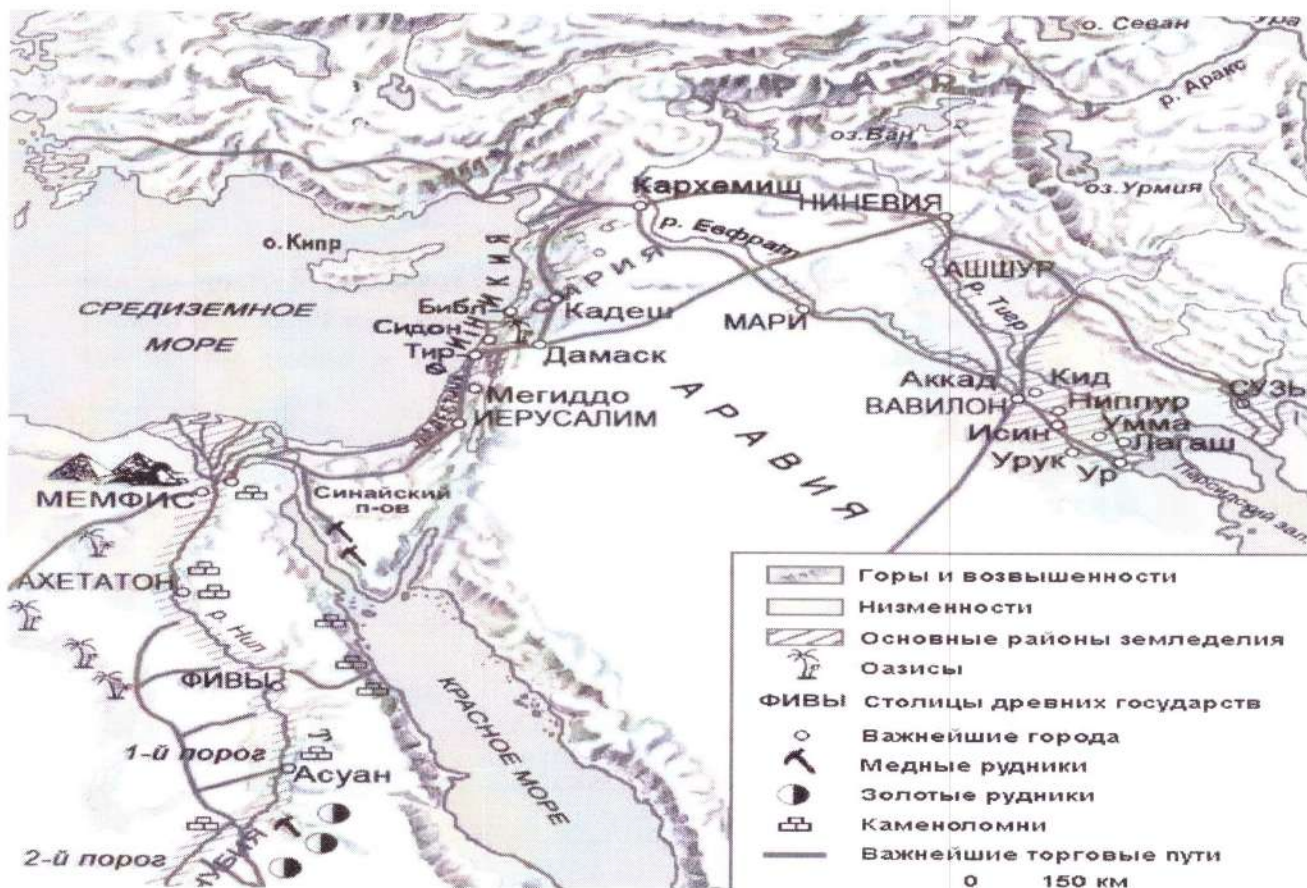 о. Севан
р. Аракс
А Р Т
оз.Ван
оз.Урмия
Кархемиш
НИНЕВИЯ
р. Евфрат
о.Кипр
АШШУР
р. Тигр
ФИНИКИЯ
СРЕДИЗЕМНОЕ
МОРЕ
Библ
Кадеш
МАРИ
Сидон
Тир
Дамаск
Мегиддо
ИЕРУСАЛИМ
АРАВИЯ
Аккад
Кид
СУЗЫ
ВАВИЛОН
Ниппур
Исин
Умма
Лагаш
Урук
Ур
Персидский зал.
МЕМФИС
Синайский
п-ов
АХЕТАТОН
р. Нил
ФИВЫ
КРАСНОЕ МОРЕ
1-й порог
Асуан
2-й порог
Горы и возвышенности
Низменности
Основные районы земледелия
Оазисы
ФИВЫ Столицы древних государств
Важнейшие города
Медные рудники
Золотые рудники
Каменоломни
Важнейшие торговые пути
0 150 км